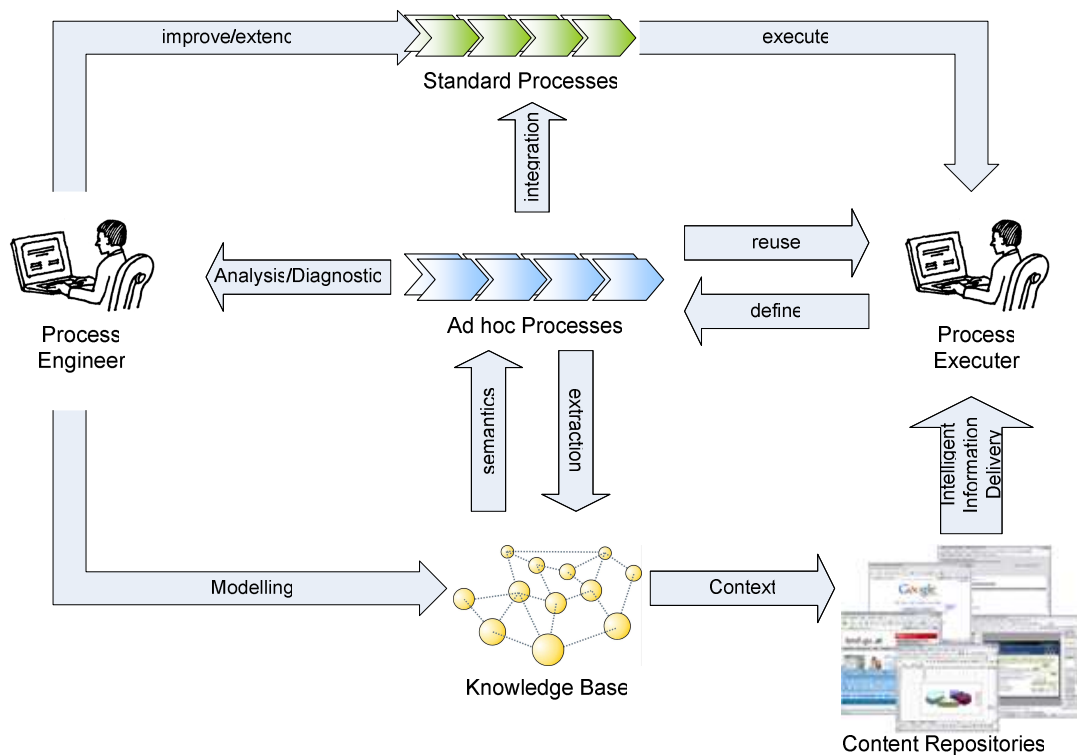 improve/extend
execute
Standard Processes
integration
reuse
Analysis/Diagnostic
define
Ad hoc Processes
Process
Engineer
Process
Executer
semantics
extraction
Intelligent
Information
Delivery
Modelling
Context
Google
Knowledge Base
Content Repositories